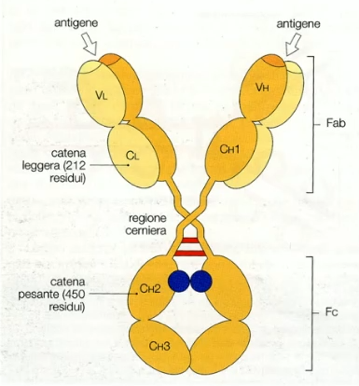 antigene
antigene
VL
VH
Fab
catena
leggera (212
residui)
CL
CH1
regione
cerniera
catena
pesante (450
residui)
CH2
Fc
CH3